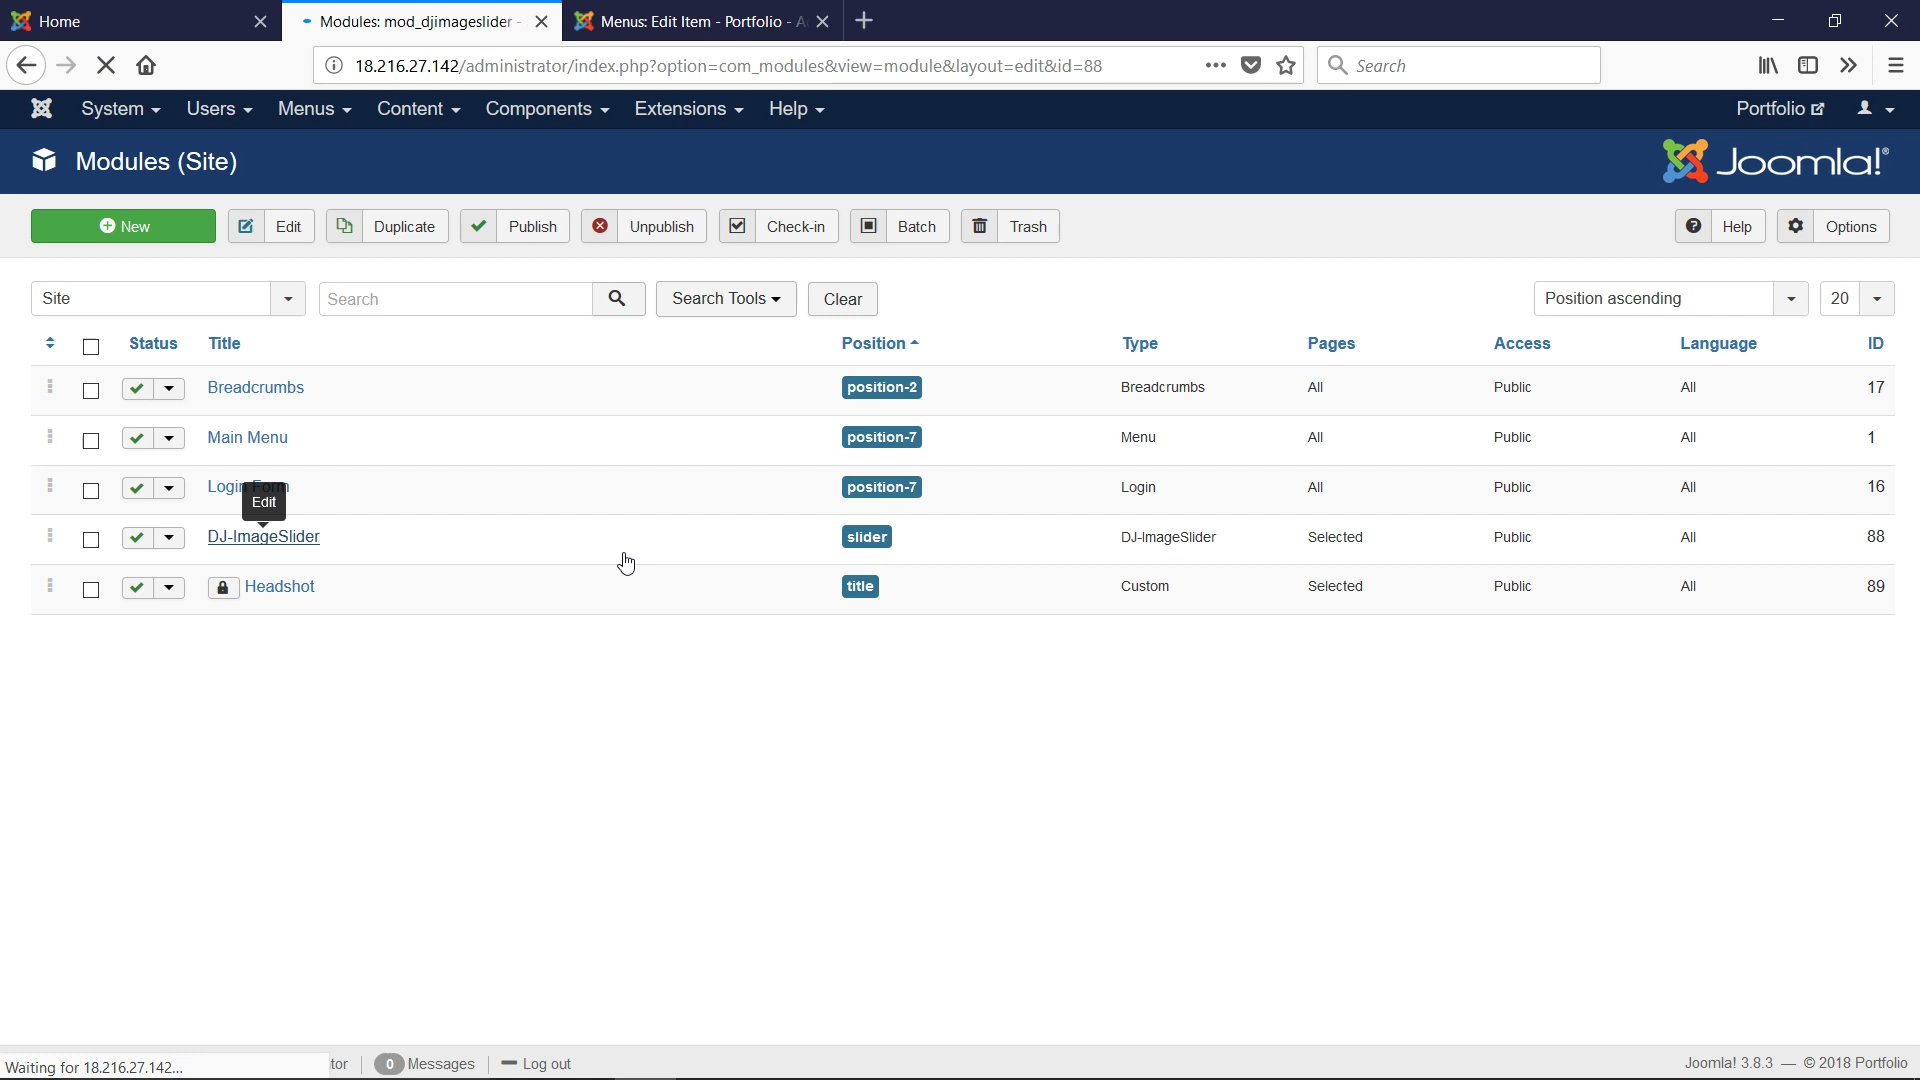 Home
Modules: mod_djimageslider -
Menus: Edit Item - Portfolio - A
18.216.27.142/administrator/index.php?option=com_modules&view=module&layout=edit&id=88
Search
System Users Menus Content Components Extensions Help Portfolio
Modules (Site)
Joomla!®
New Edit Duplicate Publish Unpublish Check-in Batch Trash Help Options
Site Search Search Tools Clear Position ascending 20
Status Title Position Type Pages Access Language ID
Breadcrumbs position-2 Breadcrumbs All Public All 17
Main Menu position-7 Menu All Public All 1
Login Form position-7 Login All Public All 16
Edit
DJ-ImageSlider slider DJ-ImageSlider Selected Public All 88
Headshot title Custom Selected Public All 89
Waiting for 18.216.27.142... tor 0 Messages Log out Joomla! 3.8.3 — © 2018 Portfolio